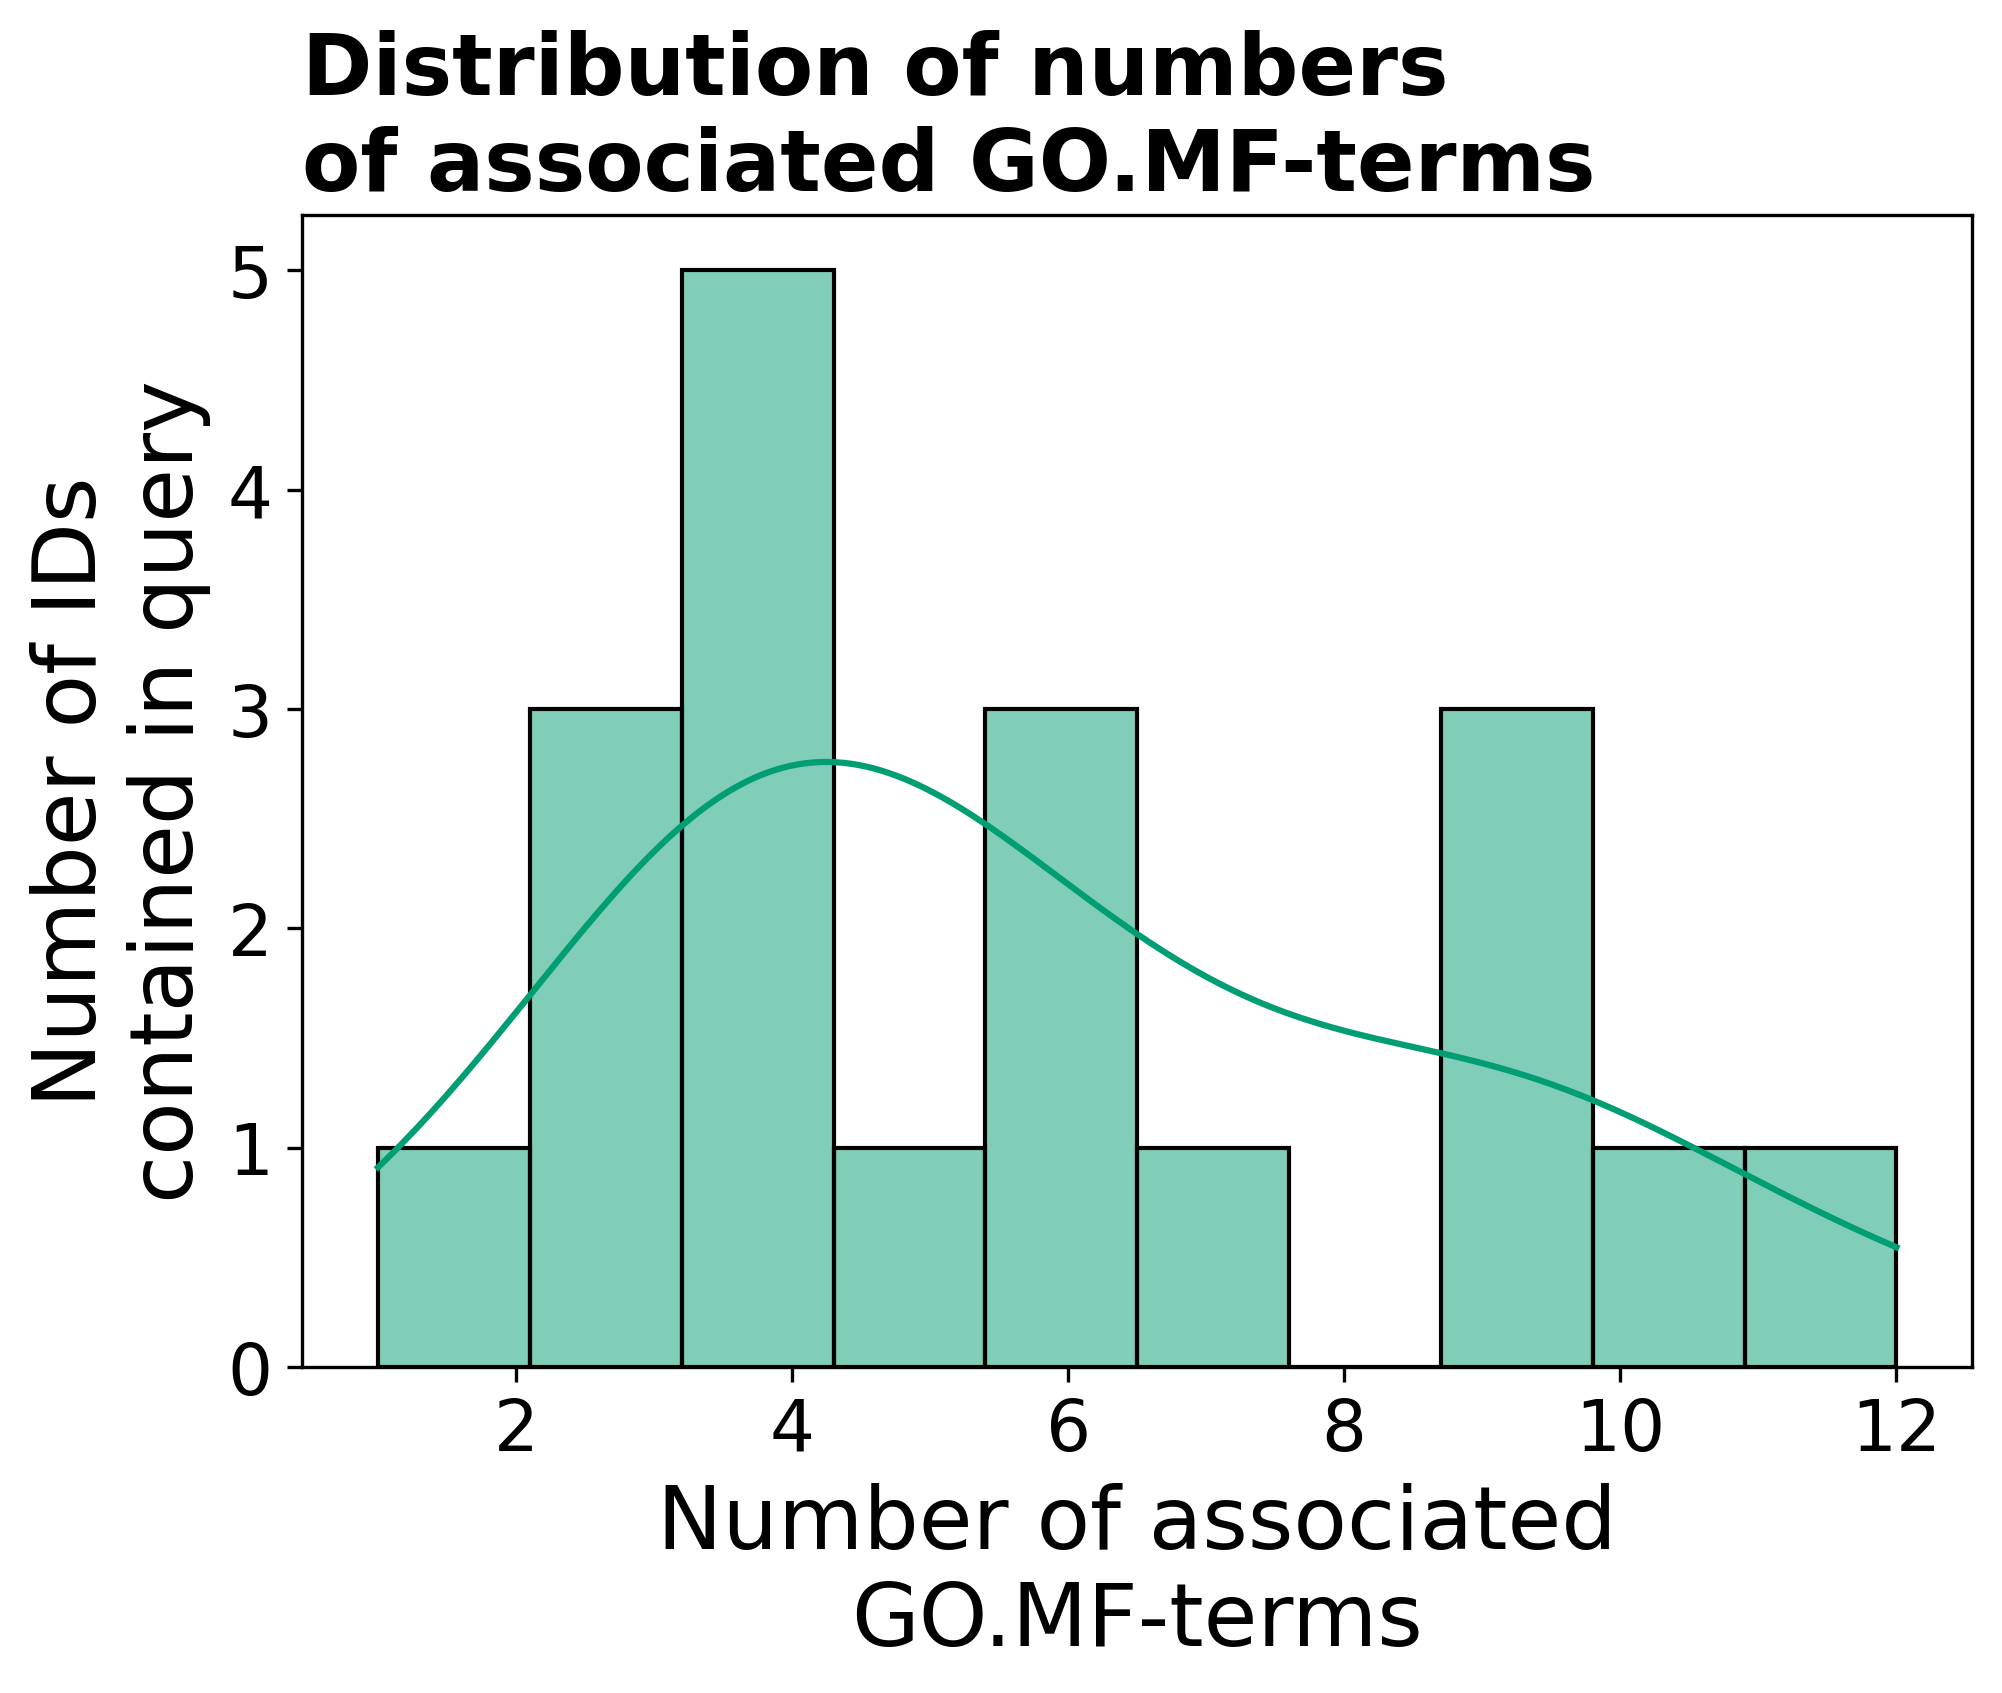 Distribution of numbers
of associated GO.MF-terms
Number of IDs
contained in query
5
4
3
2
1
0
2 4 6 8 10 12
Number of associated
GO.MF-terms